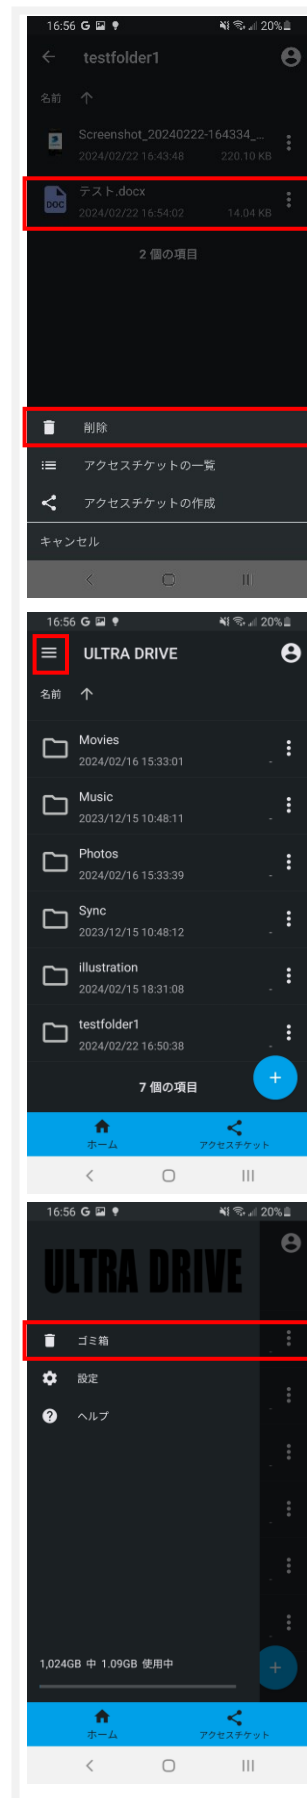 16:56 G 20%
testfolder1
名前
Screenshot_20240222-164334_...
2024/02/22 16:43:48 220.10 KB
DOC
テスト.docx
2024/02/22 16:54:02 14.04 KB
2 個の項目
削除
アクセスチケットの一覧
アクセスチケットの作成
キャンセル
16:56 G 20%
ULTRA DRIVE
名前
Movies
2024/02/16 15:33:01 -
Music
2023/12/15 10:48:11 -
Photos
2024/02/16 15:33:39 -
Sync
2023/12/15 10:48:12 -
illustration
2024/02/15 18:31:08 -
testfolder1
2024/02/22 16:50:38 -
7 個の項目
ホーム アクセスチケット
16:56 G 20%
ULTRA DRIVE
ゴミ箱
設定
ヘルプ
1,024GB 中 1.09GB 使用中
ホーム アクセスチケット